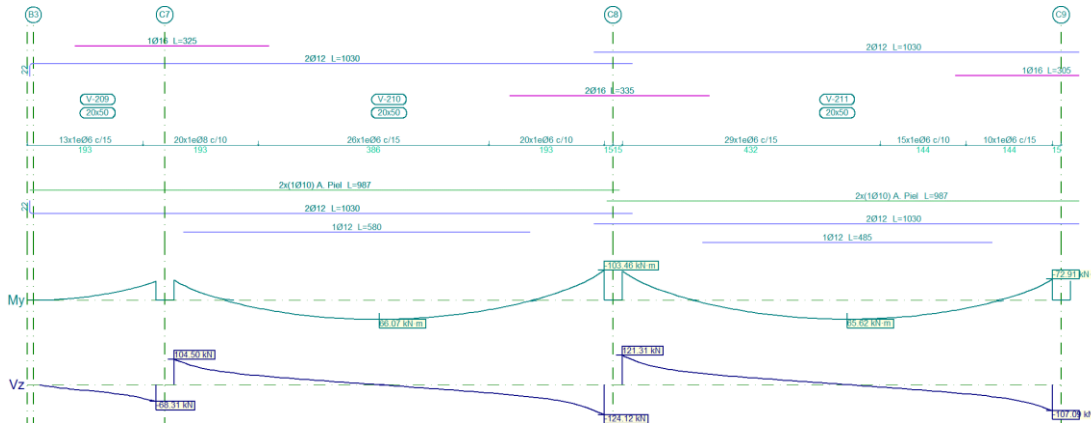 B3 C7 C8 C9
1Ø16 L=325
2Ø12 L=1030
2Ø12 L=1030
22
1Ø16 L=305
2Ø16 L=335
V-209 V-210 V-211
20x50 20x50 20x50
13x1eØ6 c/15 20x1eØ8 c/10 26x1eØ6 c/15 20x1eØ6 c/10 29x1eØ6 c/15 15x1eØ6 c/10 10x1eØ6 c/15
193 193 386 193 1515 432 144 144 15
2x(1Ø10) A. Piel L=987
2x(1Ø10) A. Piel L=987
22
2Ø12 L=1030
2Ø12 L=1030
1Ø12 L=580
1Ø12 L=485
-103.46 kN·m
-72.91 kN
My
66.07 kN·m
65.62 kN·m
104.50 kN
121.31 kN
Vz
-68.31 kN
-124.12 kN
-107.09 kN